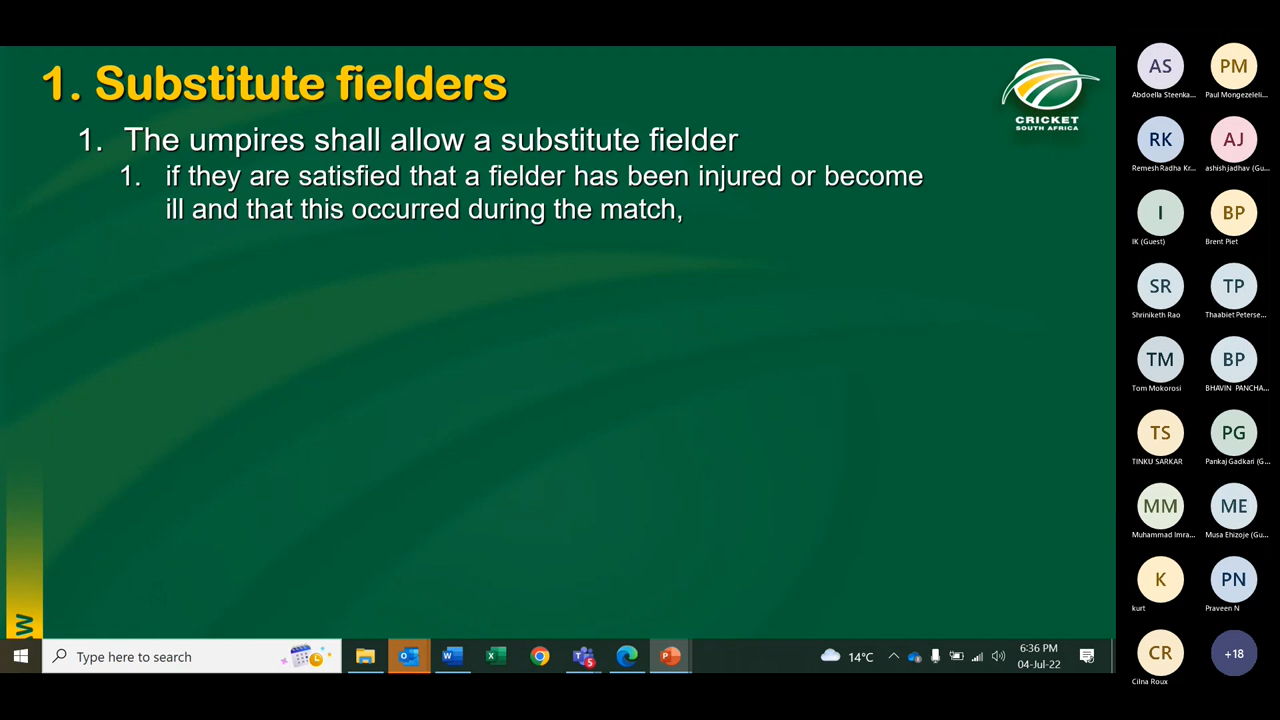 1. Substitute fielders
CRICKET
SOUTH AFRICA
1. The umpires shall allow a substitute fielder
1. if they are satisfied that a fielder has been injured or become
ill and that this occurred during the match,
W
Type here to search
14°C
6:36 PM
04-Jul-22
AS
Abdoella Steenka...
PM
Paul Mongezeleli...
RK
Remesh Radha Kr...
AJ
ashish jadhav (Gu...
I
IK (Guest)
BP
Brent Piet
SR
Shriniketh Rao
TP
Thaabiet Peterse...
TM
Tom Mokorosi
BP
BHAVIN PANCHA...
TS
TINKU SARKAR
PG
Pankaj Gadkari (G...
MM
Muhammad Imra...
ME
Musa Ehizoje (Gu...
K
kurt
PN
Praveen N
CR
Cilna Roux
+18